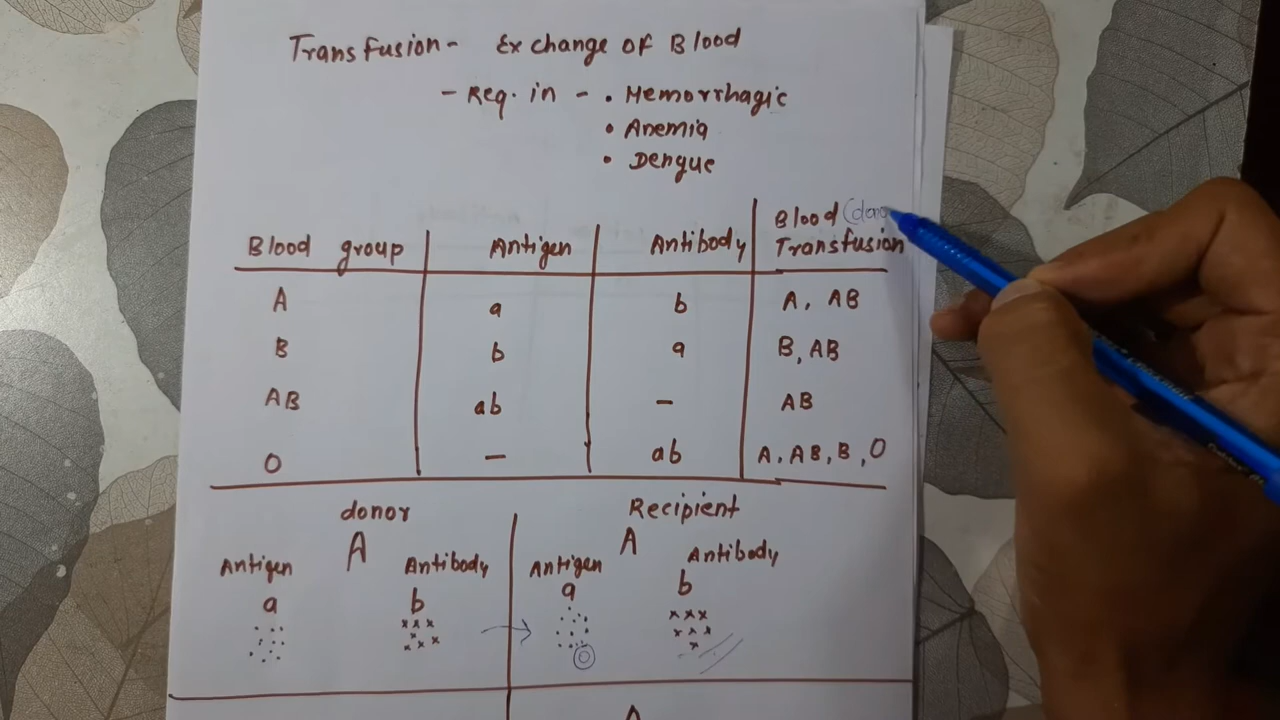 Transfusion - Exchange of Blood
- Req. in - • Hemorrhagic
• Anemia
• Dengue
Blood group Antigen Antibody Blood (dono Transfusion
A a b A, AB
B b a B, AB
AB ab - AB
O - ab A, AB, B, O
donor Recipient
A A
Antigen Antibody Antigen Antibody
a b a b
A